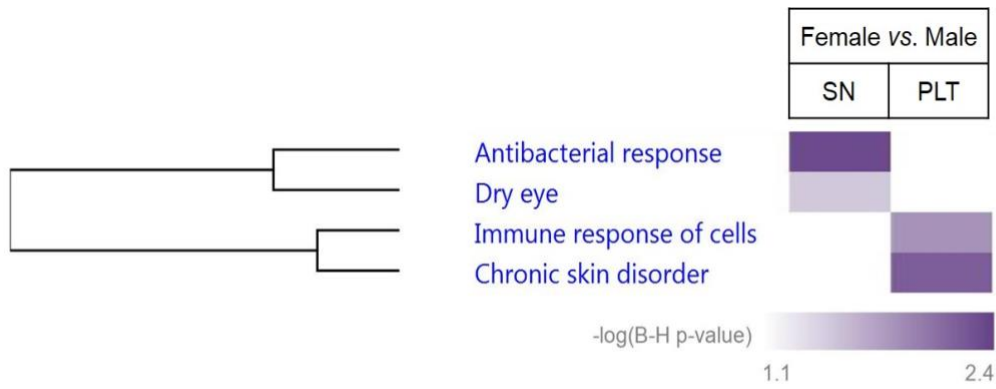 Female vs. Male
SN PLT
Antibacterial response
Dry eye
Immune response of cells
Chronic skin disorder
-log(B-H p-value)
1.1 2.4